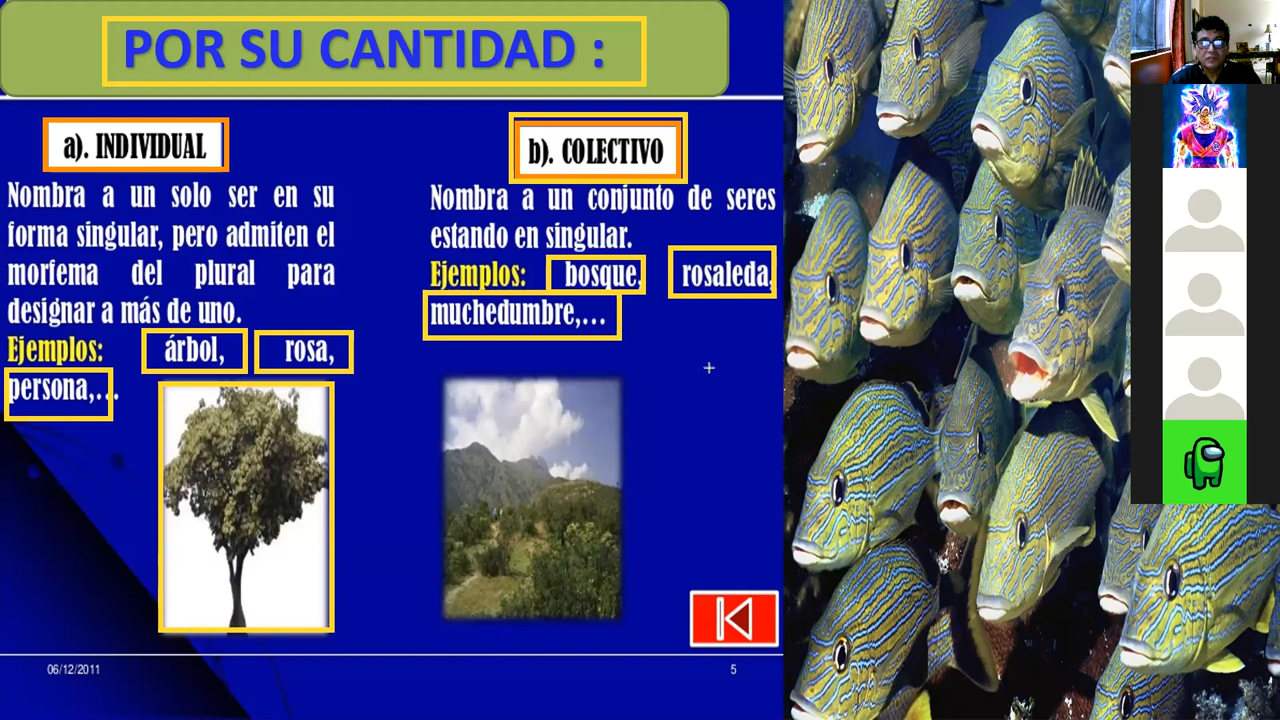 POR SU CANTIDAD :
a). INDIVIDUAL
Nombra a un solo ser en su
forma singular, pero admiten el
morfema del plural para
designar a más de uno.
Ejemplos: árbol, rosa,
persona,...
b). COLECTIVO
Nombra a un conjunto de seres
estando en singular.
Ejemplos: bosque, rosaleda,
muchedumbre,...
06/12/2011
5